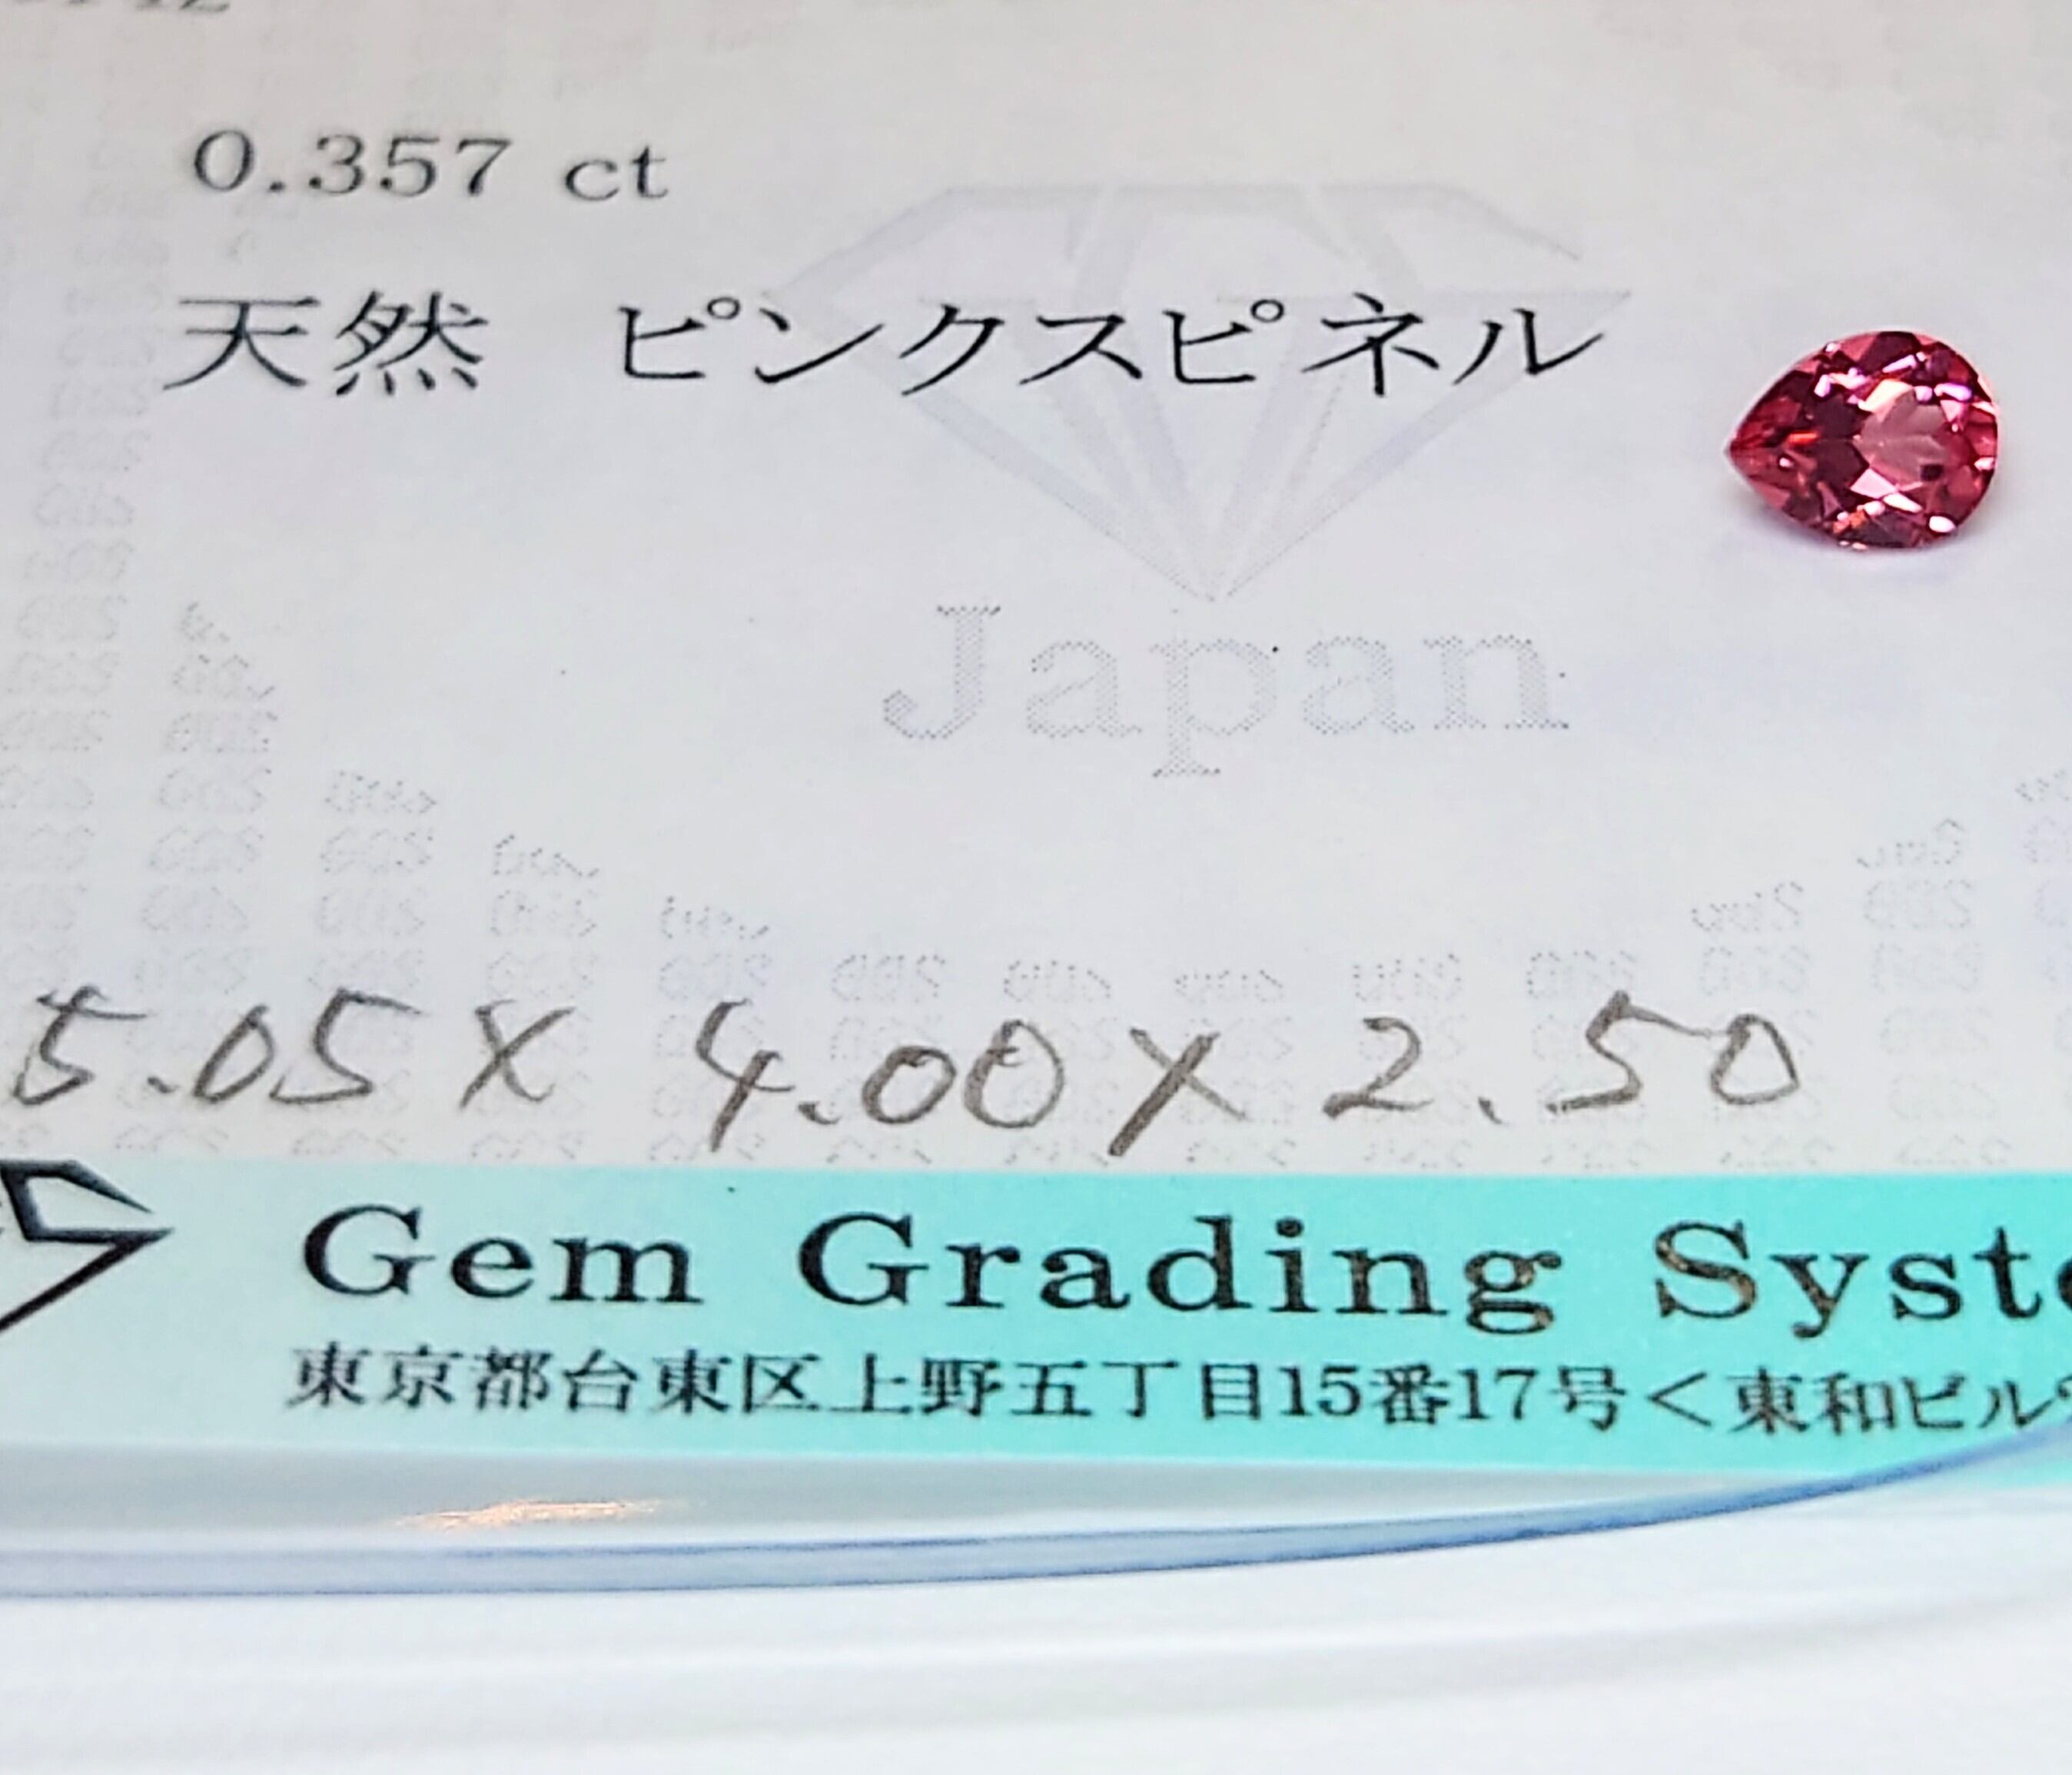 0.357 ct
天然 ピンクスピネル
Japan
5.05 X 4.00 X 2.50
Gem Grading Syste
東京都台東区上野五丁目15番17号<東和ビル